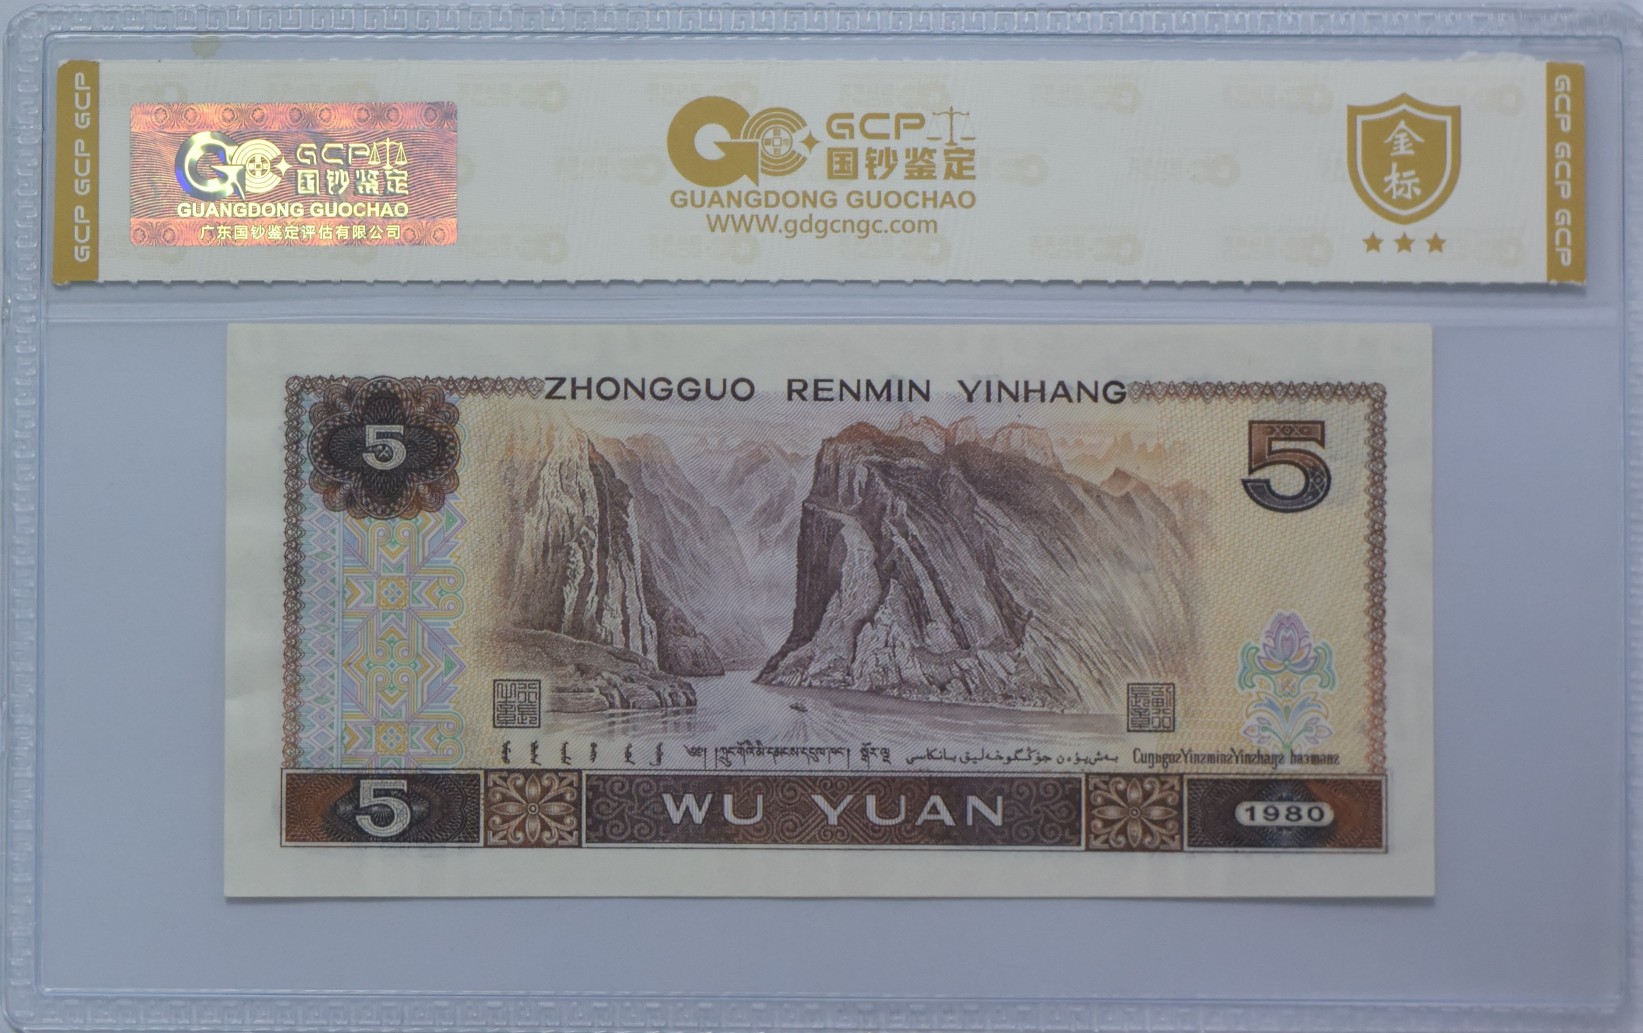 GCP GCP GCP
GCP
国钞鉴定
GUANGDONG GUOCHAO
广东国钞鉴定评估有限公司
GCP
国钞鉴定
GUANGDONG GUOCHAO
WWW.gdgcngc.com
金
标
GCP GCP GCP
ZHONGGUO RENMIN YINHANG
5
5
5
WU YUAN
1980